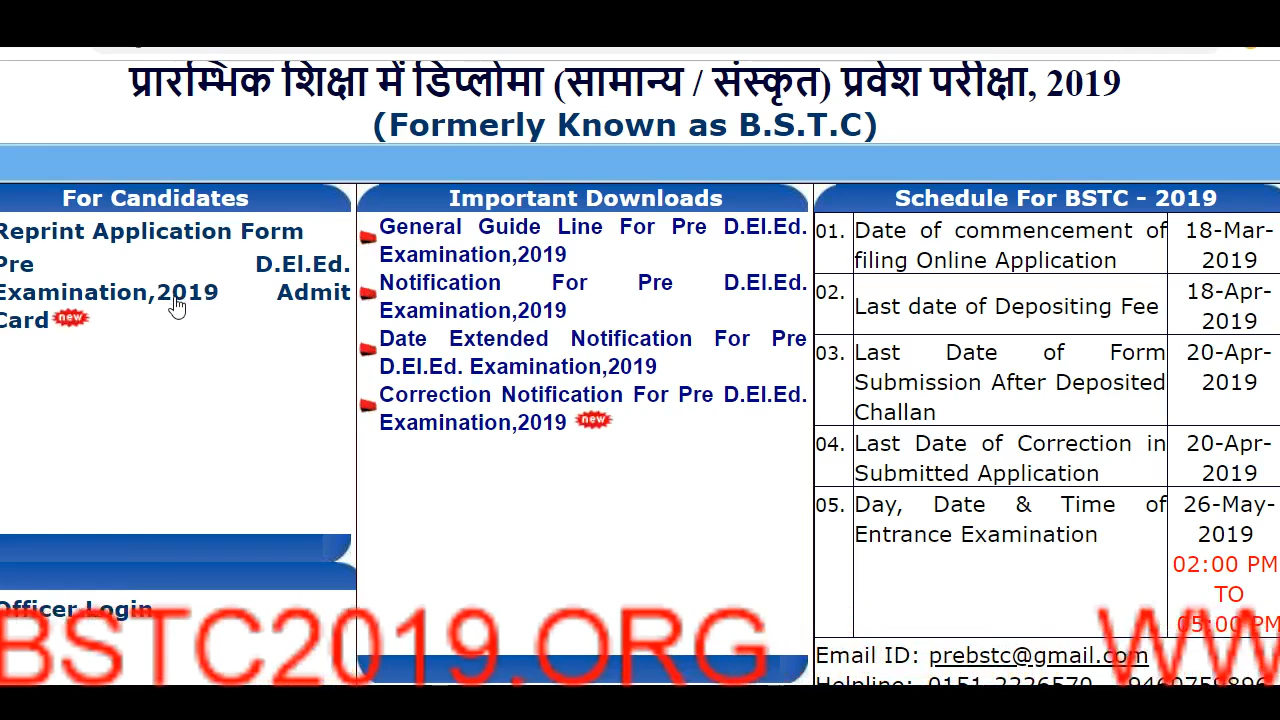 प्रारम्भिक शिक्षा में डिप्लोमा (सामान्य / संस्कृत) प्रवेश परीक्षा, 2019
(Formerly Known as B.S.T.C)
For Candidates
Reprint Application Form
Pre D.El.Ed.
Examination,2019 Admit
Card new
Officer Login
Important Downloads
General Guide Line For Pre D.El.Ed.
Examination,2019
Notification For Pre D.El.Ed.
Examination,2019
Date Extended Notification For Pre
D.El.Ed. Examination,2019
Correction Notification For Pre D.El.Ed.
Examination,2019 new
Schedule For BSTC - 2019
01. Date of commencement of 18-Mar-
filing Online Application 2019
02. Last date of Depositing Fee 18-Apr-
2019
03. Last Date of Form 20-Apr-
Submission After Deposited 2019
Challan
04. Last Date of Correction in 20-Apr-
Submitted Application 2019
05. Day, Date & Time of 26-May-
Entrance Examination 2019
02:00 PM
TO
05:00 PM
Email ID: prebstc@gmail.com
Helpline: 0151-2226570, 9460759896
BSTC2019.ORG WW